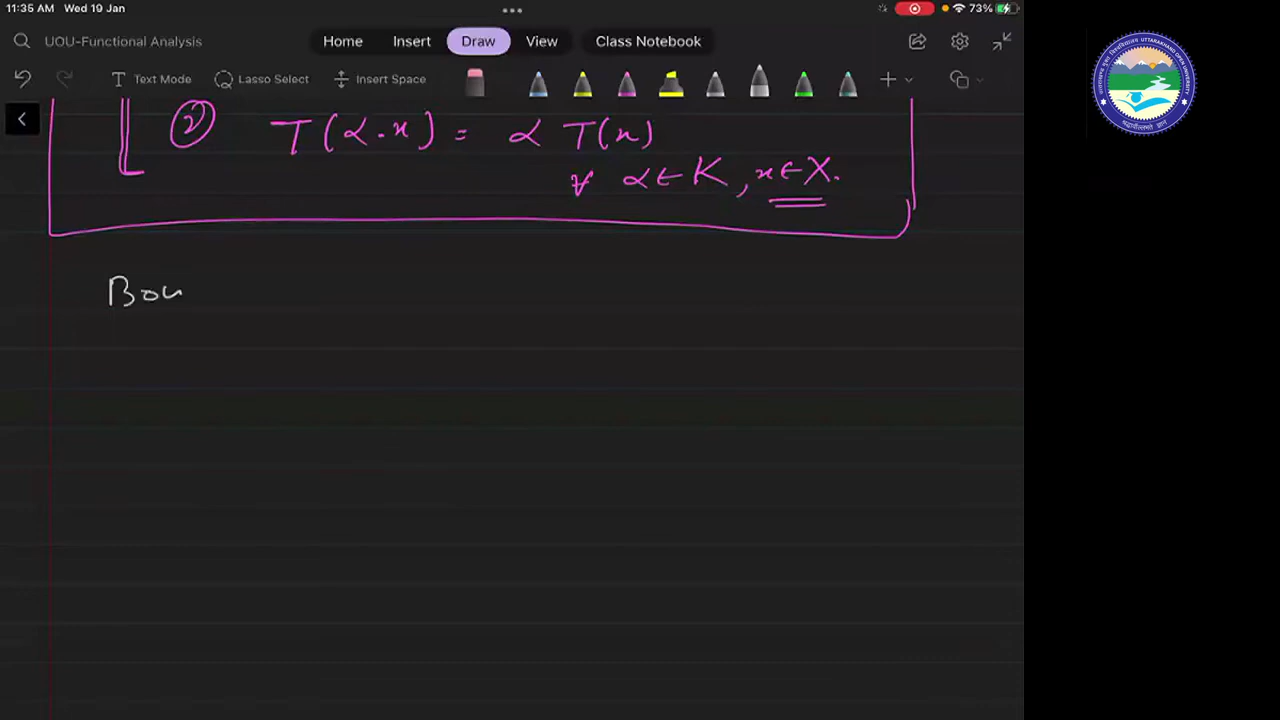 11:35 AM Wed 19 Jan
73%
UOU-Functional Analysis
Home Insert Draw View Class Notebook
Text Mode Lasso Select Insert Space
② T(α·x) = α T(x)
∀ α∈K, x∈X.
Bou